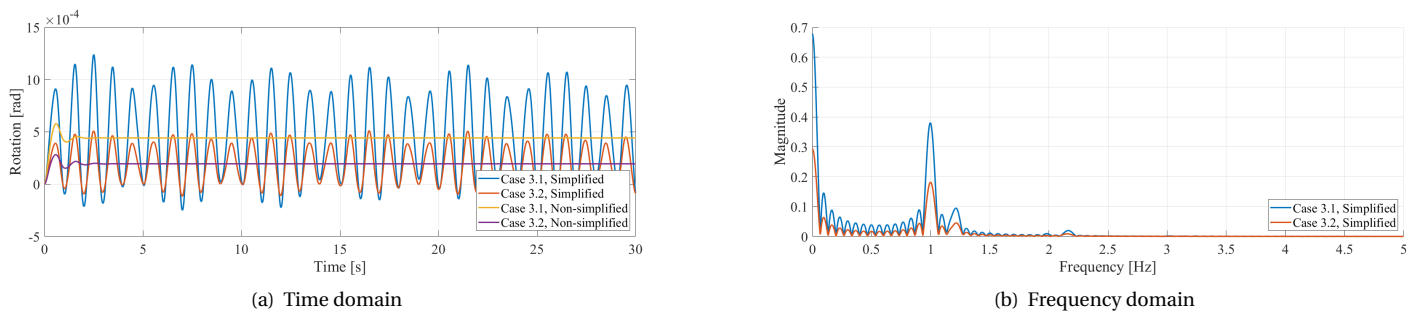 ×10⁻⁴
15
10
5
0
-5
Rotation [rad]
0 5 10 15 20 25 30
Time [s]
Case 3.1, Simplified
Case 3.2, Simplified
Case 3.1, Non-simplified
Case 3.2, Non-simplified
(a) Time domain
0.7
0.6
0.5
0.4
0.3
0.2
0.1
0
Magnitude
0 0.5 1 1.5 2 2.5 3 3.5 4 4.5 5
Frequency [Hz]
Case 3.1, Simplified
Case 3.2, Simplified
(b) Frequency domain